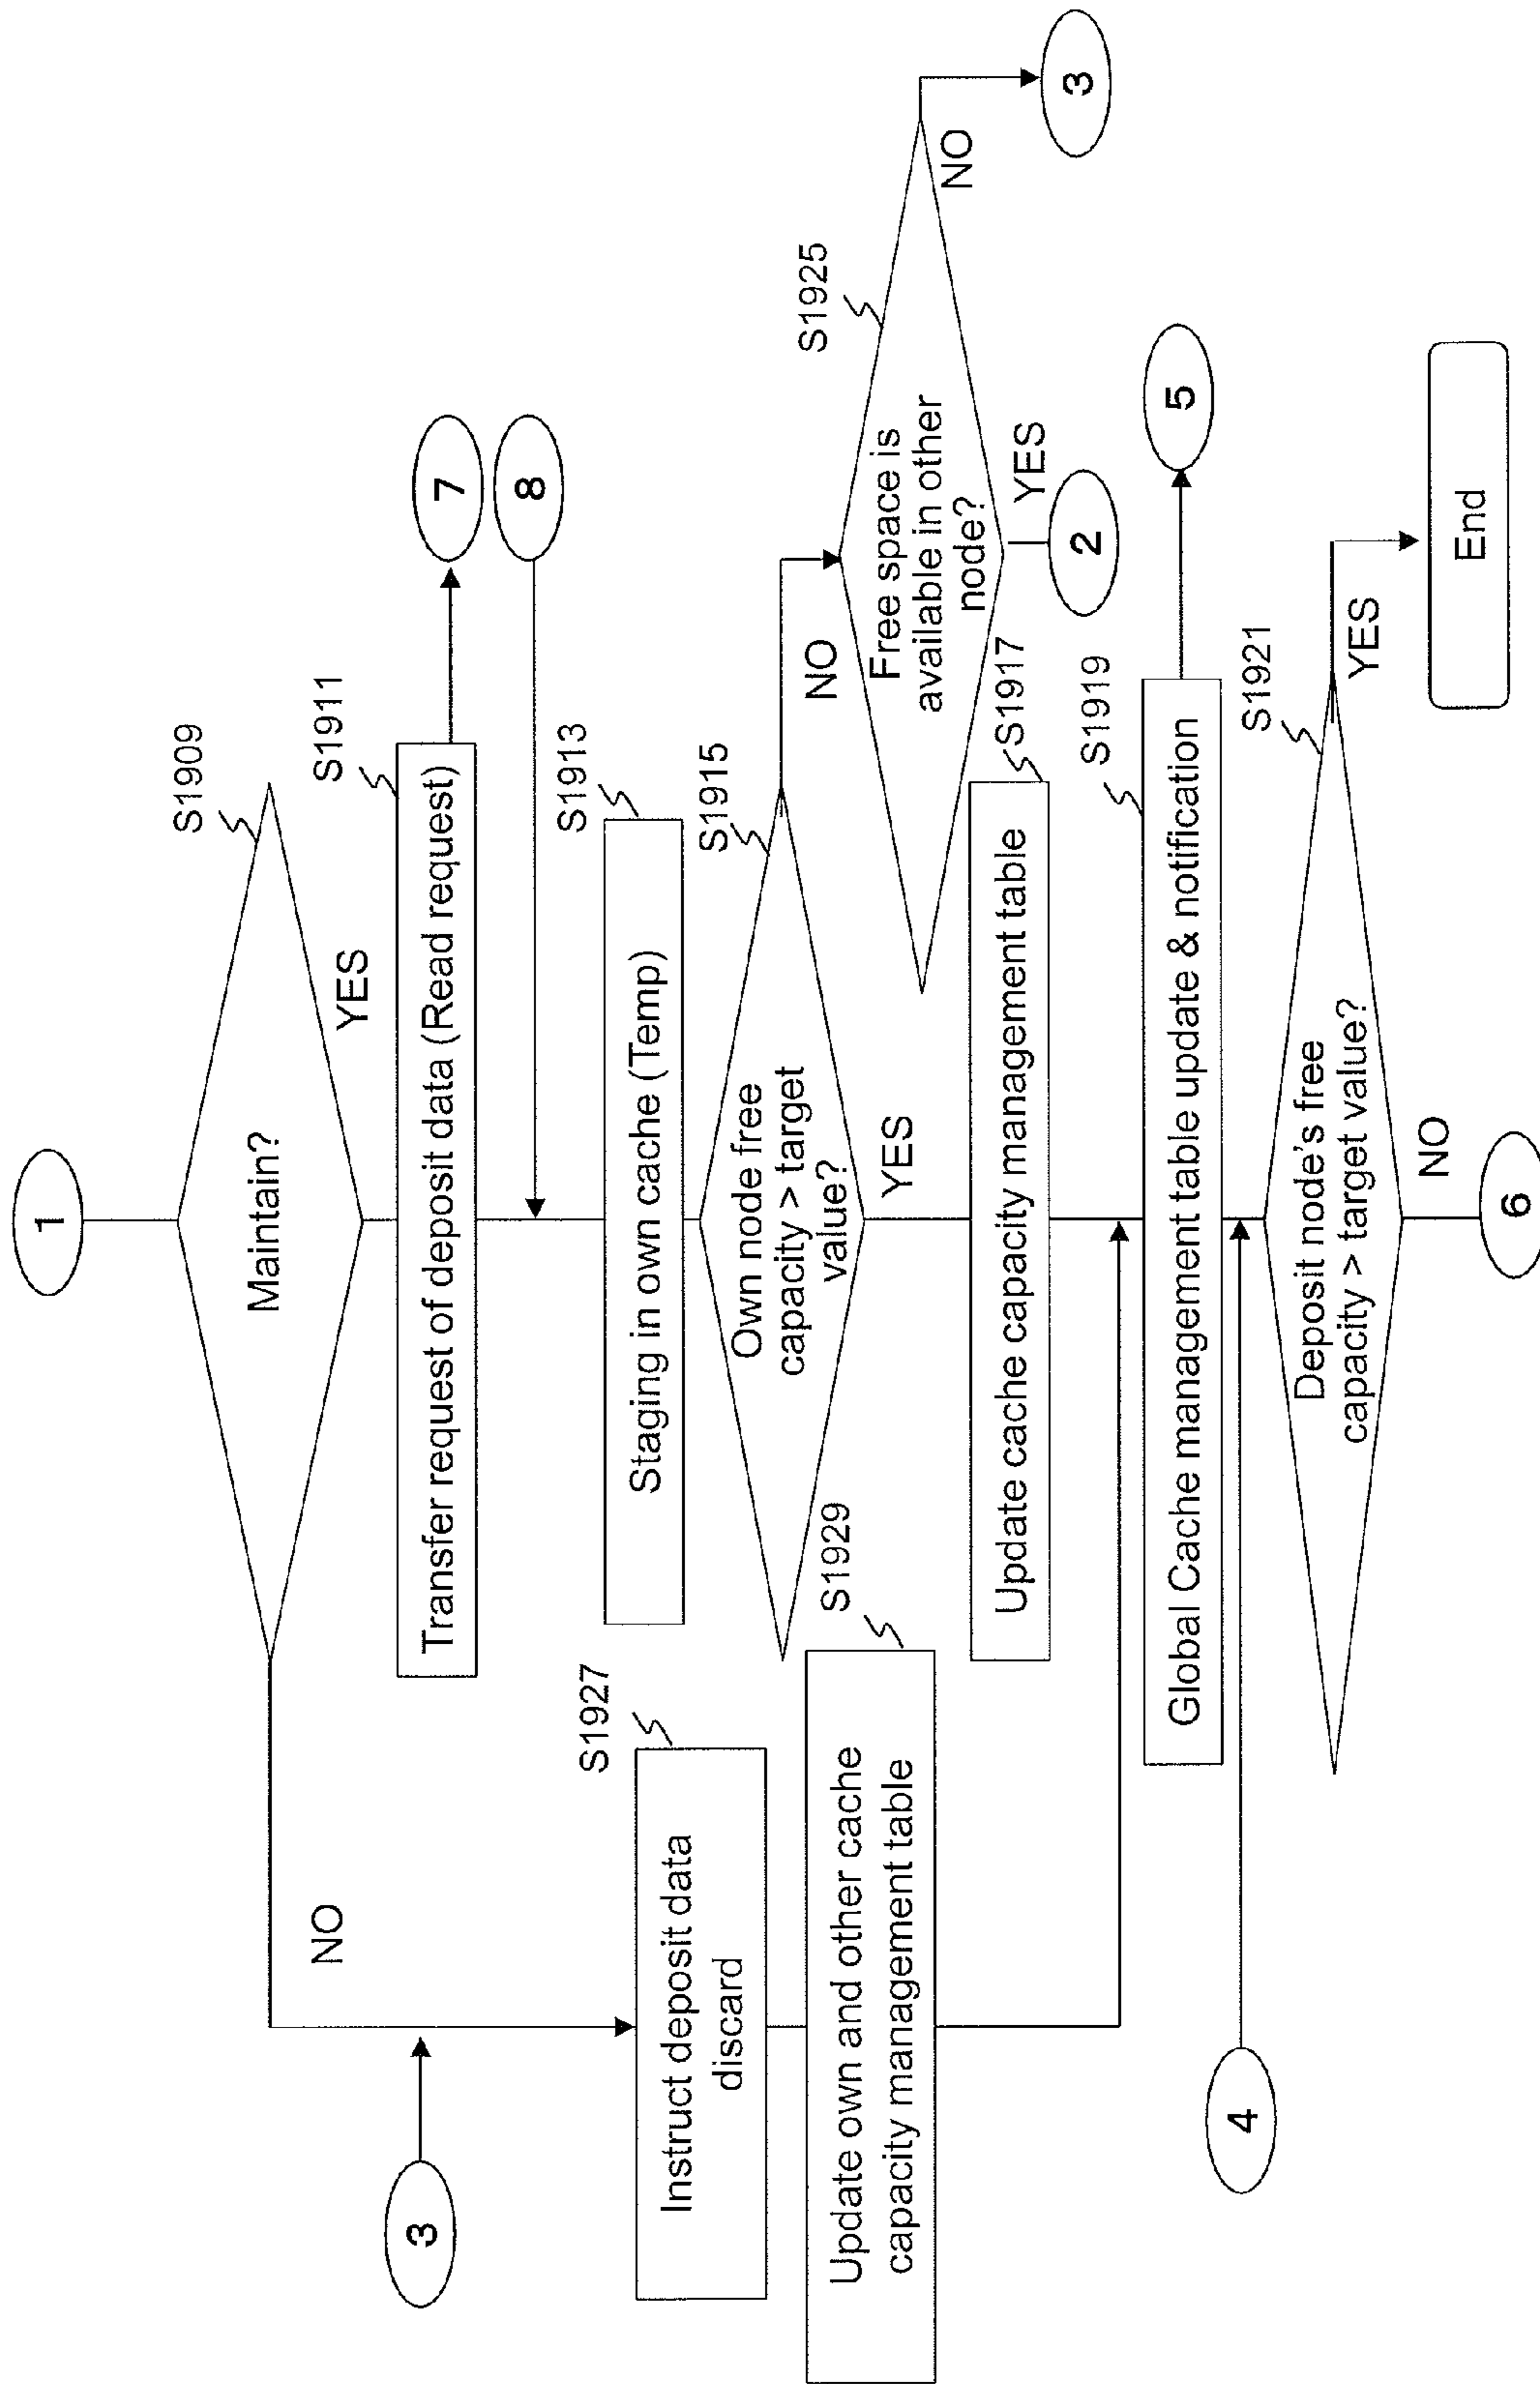 1
S1909
Maintain?
YES
NO
3
S1911
Transfer request of deposit data (Read request)
7
8
S1913
Staging in own cache (Temp)
S1915
Own node free
capacity > target
value?
NO
YES
S1925
Free space is
available in other
node?
NO
3
YES
2
S1927
Instruct deposit data
discard
S1929
Update own and other cache
capacity management table
S1917
Update cache capacity management table
S1919
Global Cache management table update & notification
5
4
S1921
Deposit node's free
capacity > target value?
YES
End
NO
6